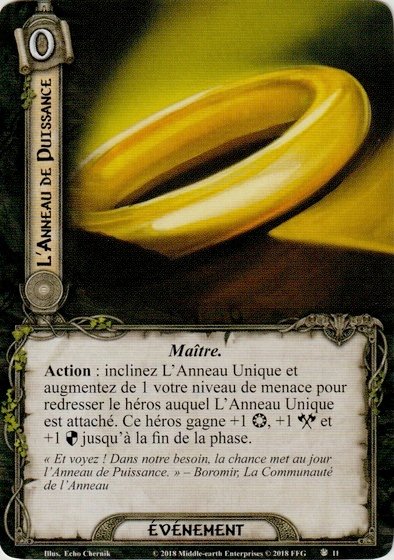 0
L'Anneau de Puissance
Maître.
Action : inclinez L'Anneau Unique et
augmentez de 1 votre niveau de menace pour
redresser le héros auquel L'Anneau Unique
est attaché. Ce héros gagne +1 , +1 et
+1 jusqu'à la fin de la phase.
« Et voyez ! Dans notre besoin, la chance met au jour
l'Anneau de Puissance. » – Boromir, La Communauté
de l'Anneau
ÉVÉNEMENT
Illus. Echo Chernik © 2018 Middle-earth Enterprises © 2018 FFG 11